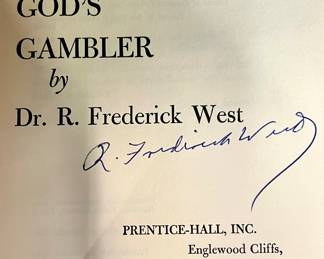 GOD'S
GAMBLER
by
Dr. R. Frederick West
R. Frederick West
PRENTICE-HALL, INC.
Englewood Cliffs,